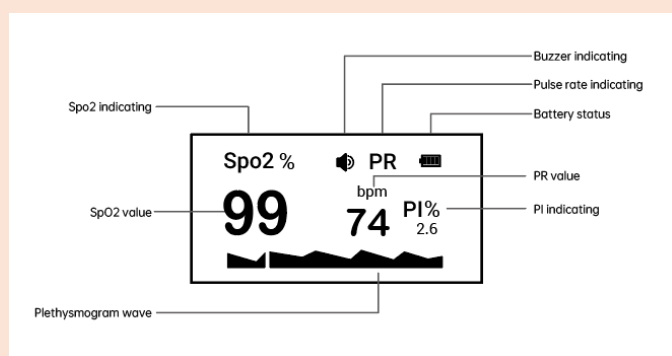 Buzzer indicating
Pulse rate indicating
Spo2 indicating
Battery status
Spo2 % PR
bpm
PR value
SpO2 value
99 74 PI%
2.6
PI indicating
Plethysmogram wave